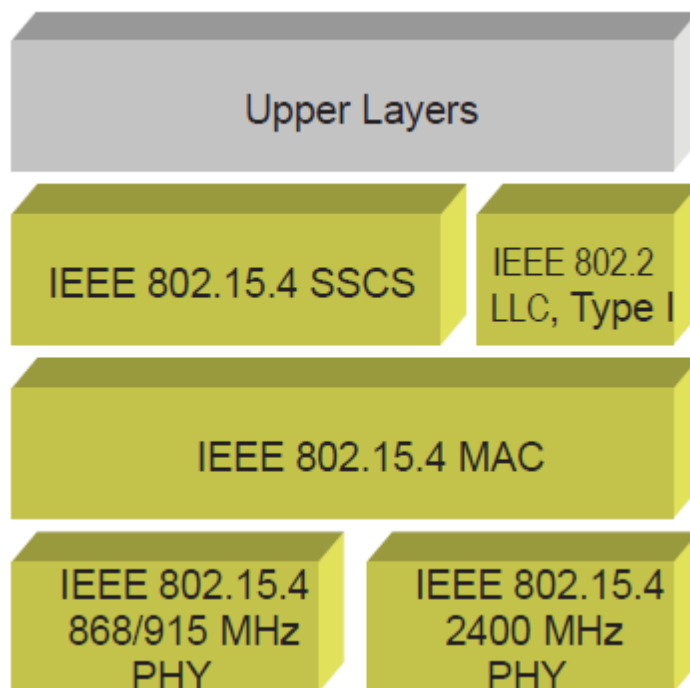 Upper Layers
IEEE 802.15.4 SSCS
IEEE 802.2
LLC, Type I
IEEE 802.15.4 MAC
IEEE 802.15.4
868/915 MHz
PHY
IEEE 802.15.4
2400 MHz
PHY